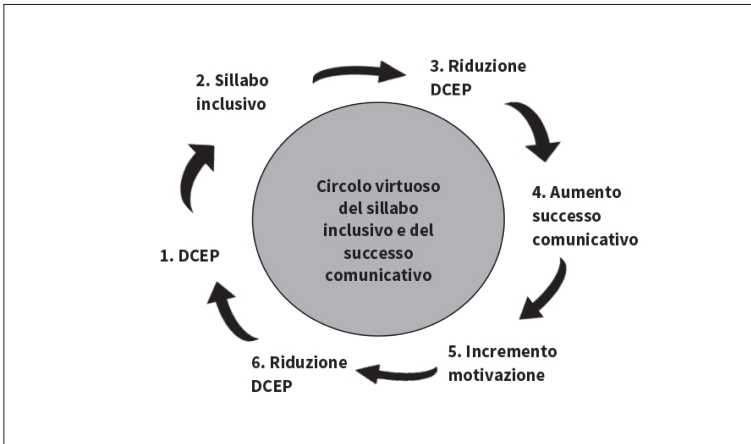 2. Sillabo
inclusivo
3. Riduzione
DCEP
4. Aumento
successo
comunicativo
5. Incremento
motivazione
6. Riduzione
DCEP
1. DCEP
Circolo virtuoso
del sillabo
inclusivo e del
successo
comunicativo